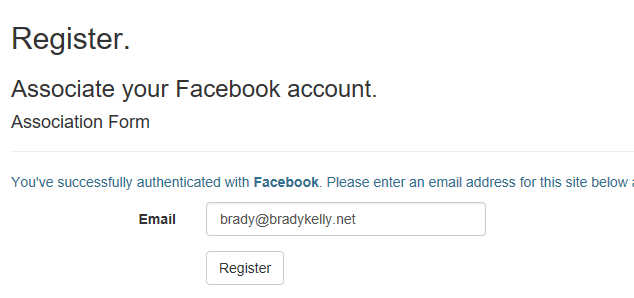 Register.
Associate your Facebook account.
Association Form
You've successfully authenticated with Facebook. Please enter an email address for this site below
Email brady@bradykelly.net
Register